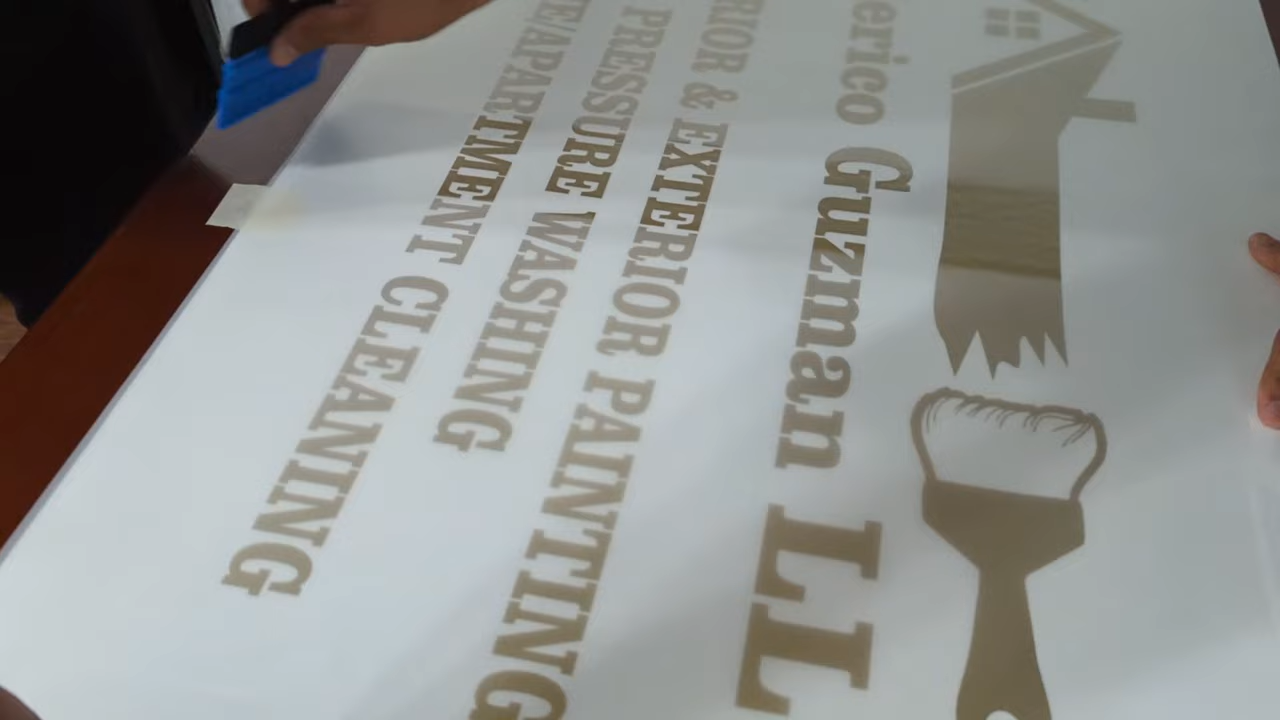 erico Guzman LL
RIOR & EXTERIOR PAINTING
PRESSURE WASHING
APARTMENT CLEANING